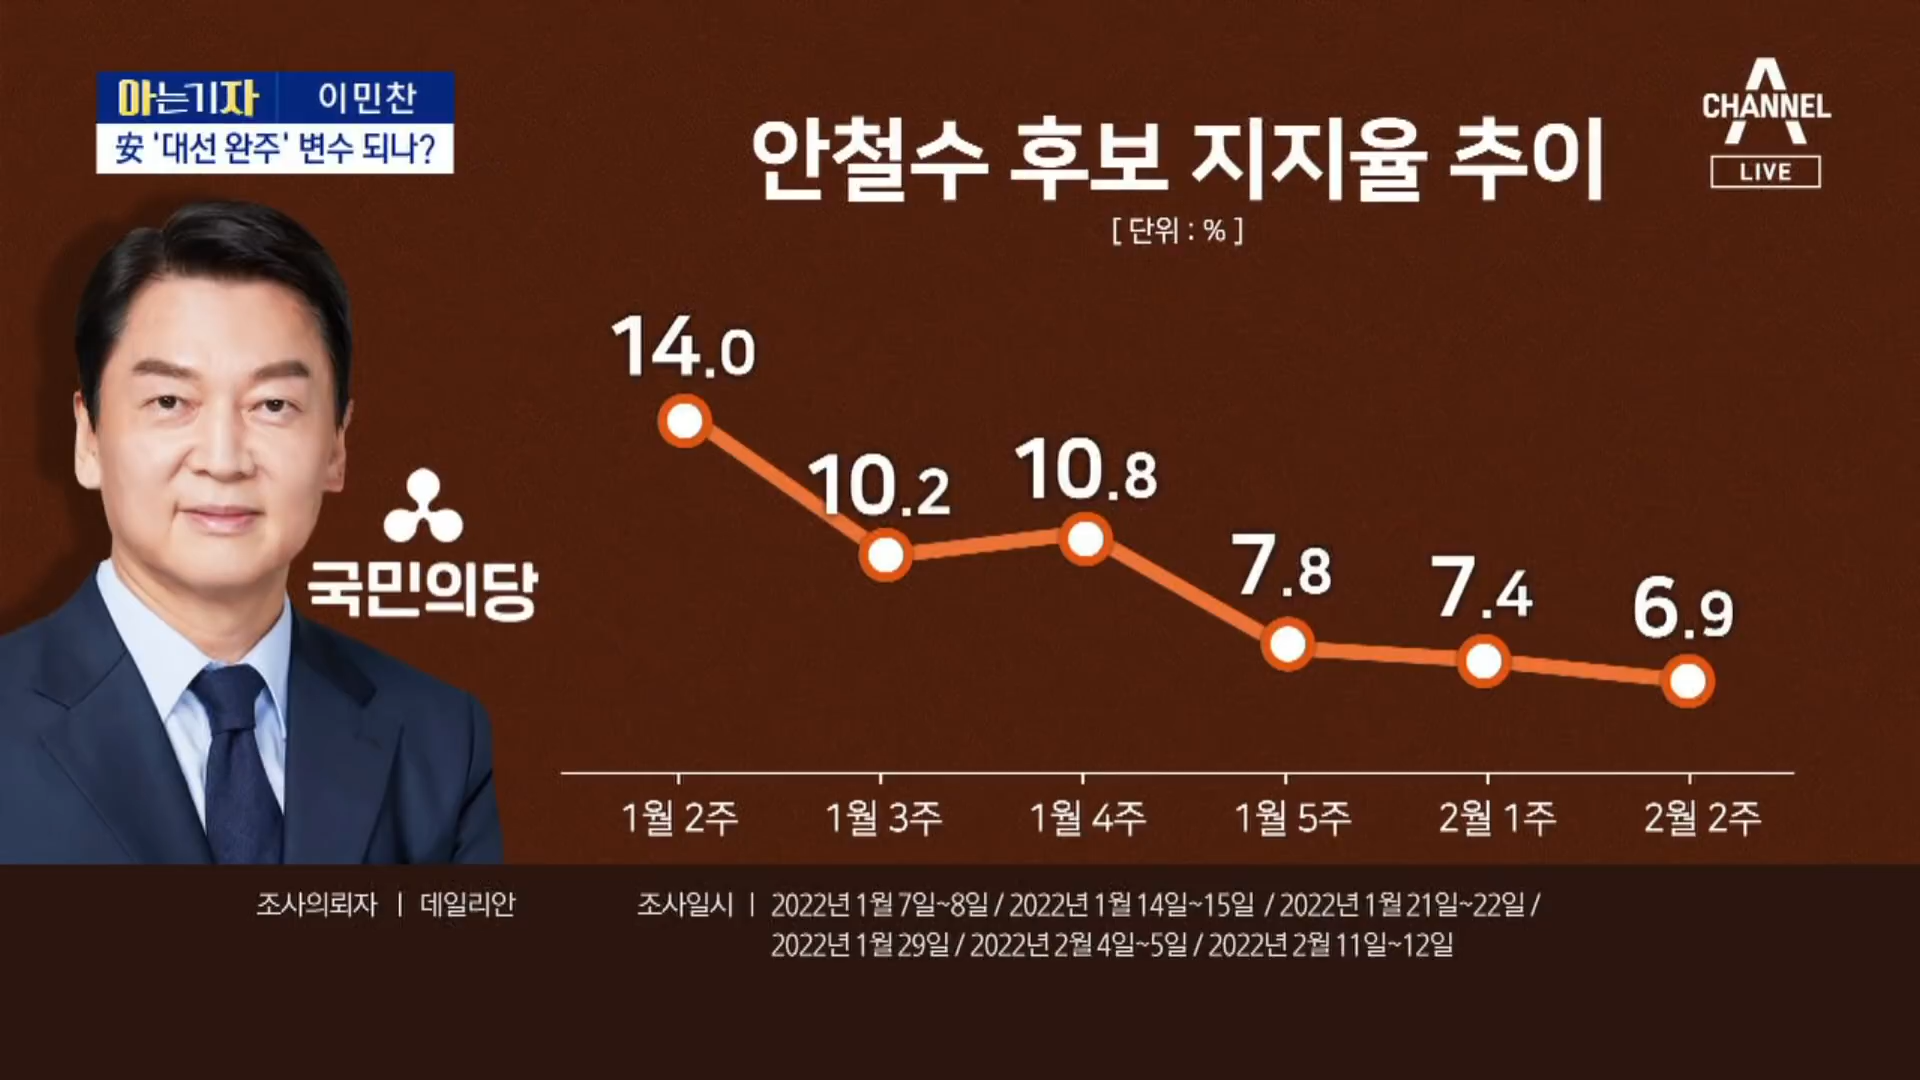 아는기자 이민찬
安 '대선 완주' 변수 되나?
안철수 후보 지지율 추이
[ 단위 : % ]
CHANNEL A
LIVE
14.0
10.2
10.8
7.8
7.4
6.9
국민의당
1월 2주 1월 3주 1월 4주 1월 5주 2월 1주 2월 2주
조사의뢰자 | 데일리안 조사일시 | 2022년 1월 7일~8일 / 2022년 1월 14일~15일 / 2022년 1월 21일~22일 /
2022년 1월 29일 / 2022년 2월 4일~5일 / 2022년 2월 11일~12일